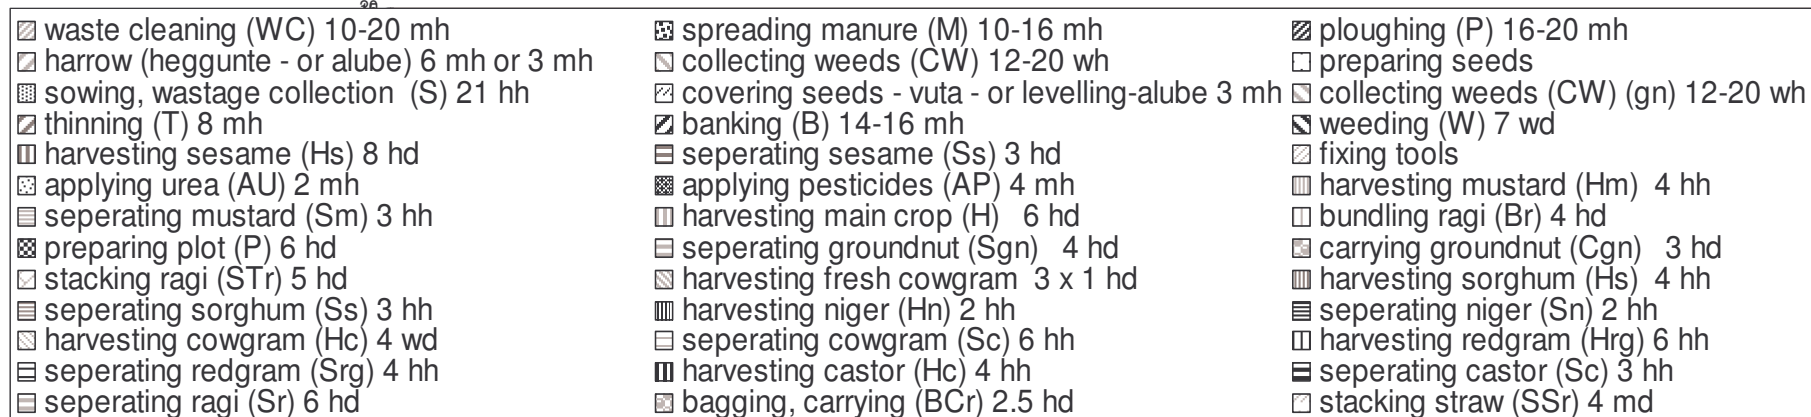 waste cleaning (WC) 10-20 mh spreading manure (M) 10-16 mh ploughing (P) 16-20 mh
harrow (heggunte - or alube) 6 mh or 3 mh collecting weeds (CW) 12-20 wh preparing seeds
sowing, wastage collection (S) 21 hh covering seeds - vuta - or levelling-alube 3 mh collecting weeds (CW) (gn) 12-20 wh
thinning (T) 8 mh banking (B) 14-16 mh weeding (W) 7 wd
harvesting sesame (Hs) 8 hd seperating sesame (Ss) 3 hd fixing tools
applying urea (AU) 2 mh applying pesticides (AP) 4 mh harvesting mustard (Hm) 4 hh
seperating mustard (Sm) 3 hh harvesting main crop (H) 6 hd bundling ragi (Br) 4 hd
preparing plot (P) 6 hd seperating groundnut (Sgn) 4 hd carrying groundnut (Cgn) 3 hd
stacking ragi (STr) 5 hd harvesting fresh cowgram 3 x 1 hd harvesting sorghum (Hs) 4 hh
seperating sorghum (Ss) 3 hh harvesting niger (Hn) 2 hh seperating niger (Sn) 2 hh
harvesting cowgram (Hc) 4 wd seperating cowgram (Sc) 6 hh harvesting redgram (Hrg) 6 hh
seperating redgram (Srg) 4 hh harvesting castor (Hc) 4 hh seperating castor (Sc) 3 hh
seperating ragi (Sr) 6 hd bagging, carrying (BCr) 2.5 hd stacking straw (SSr) 4 md